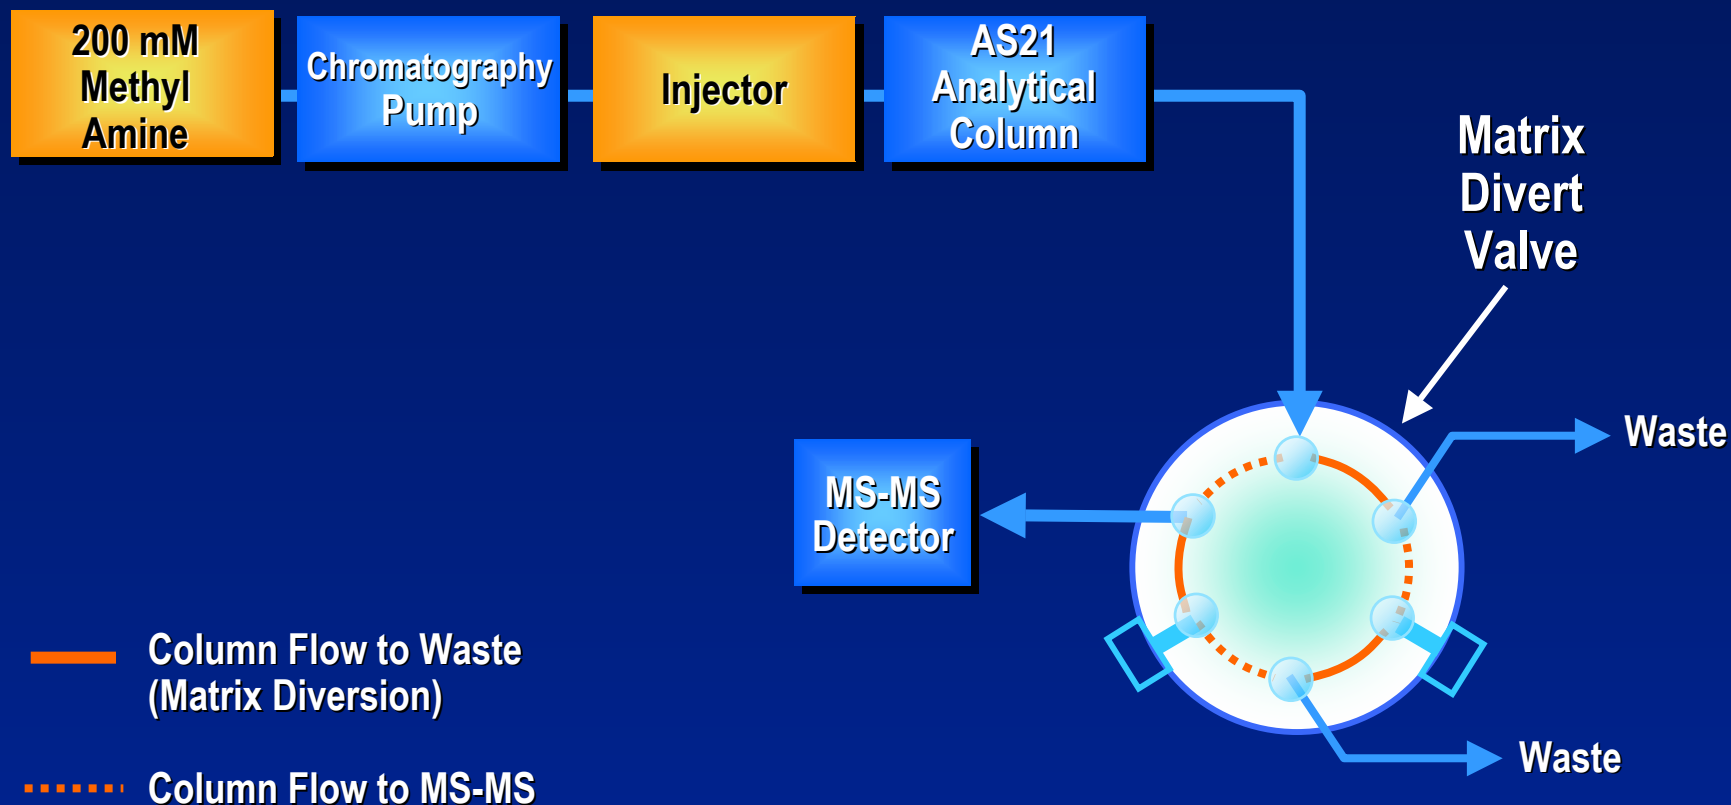 200 mM
Methyl
Amine
Chromatography
Pump
Injector
AS21
Analytical
Column
Matrix
Divert
Valve
Waste
MS-MS
Detector
Column Flow to Waste
(Matrix Diversion)
Waste
Column Flow to MS-MS